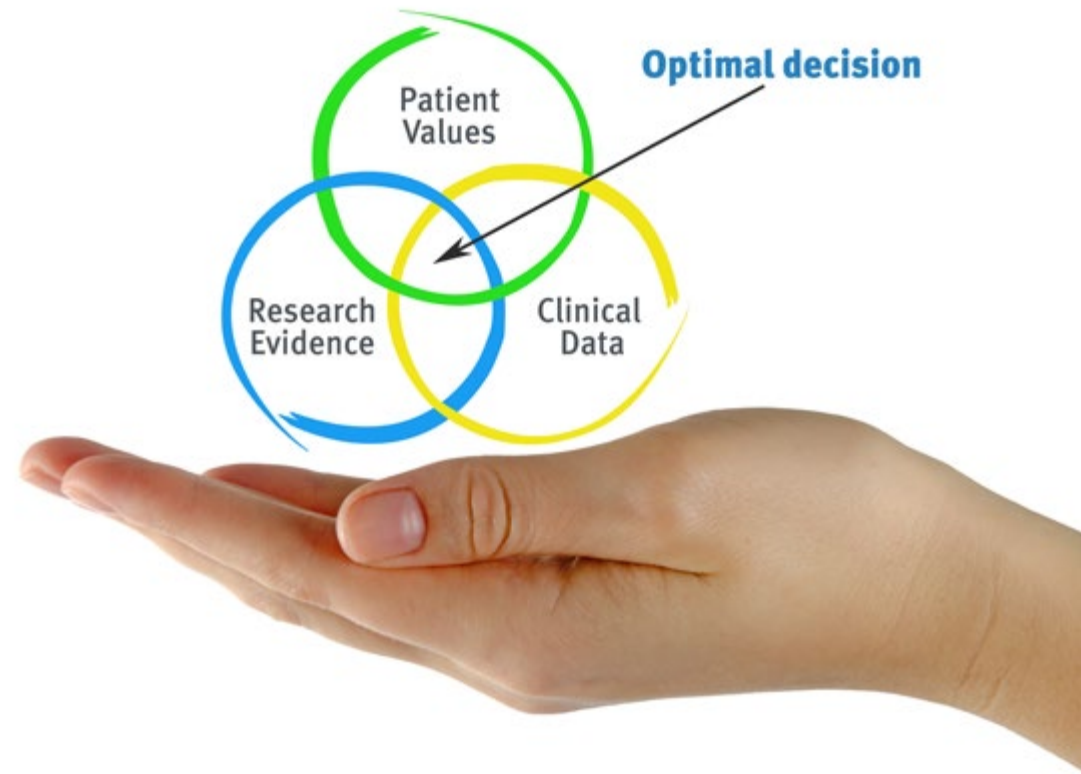 Optimal decision
Patient
Values
Research
Evidence
Clinical
Data